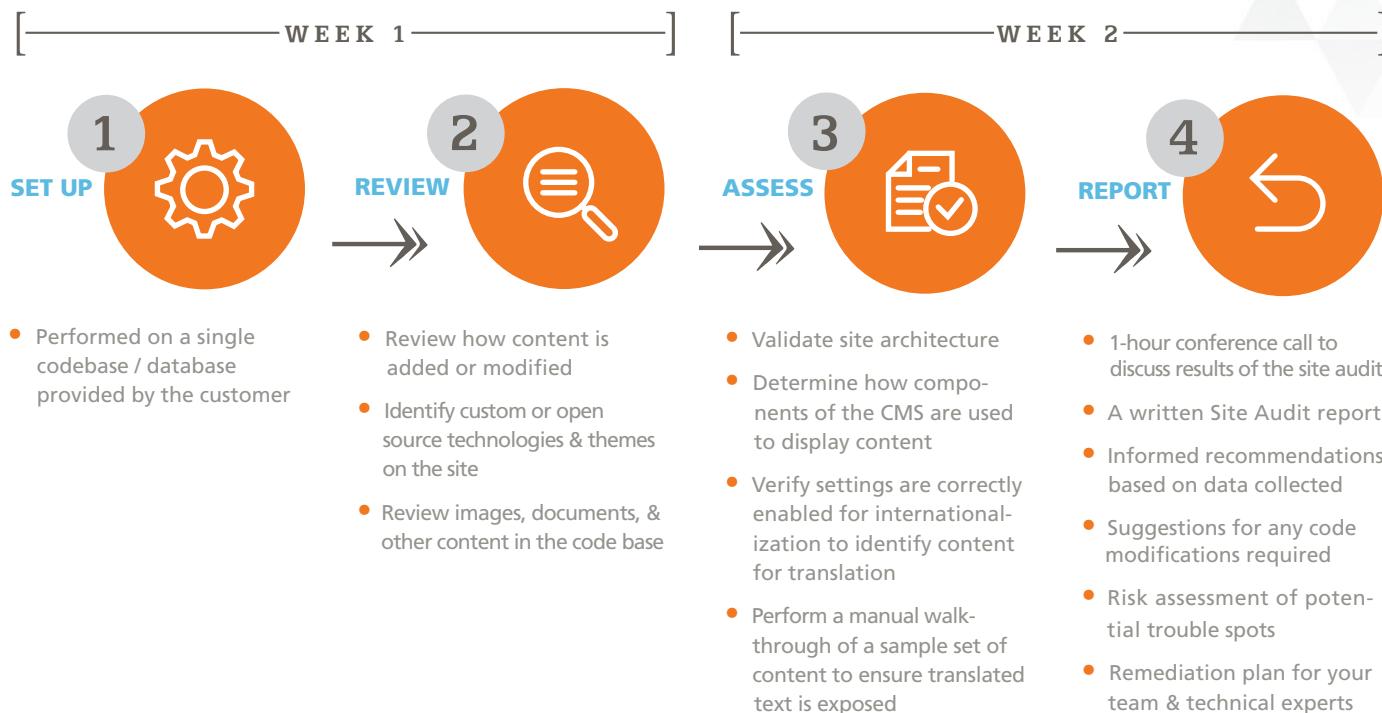 WEEK 1
WEEK 2
1
SET UP
2
REVIEW
3
ASSESS
4
REPORT
• Performed on a single
codebase / database
provided by the customer
• Review how content is
added or modified
• Identify custom or open
source technologies & themes
on the site
• Review images, documents, &
other content in the code base
• Validate site architecture
• Determine how compo-
nents of the CMS are used
to display content
• Verify settings are correctly
enabled for international-
ization to identify content
for translation
• Perform a manual walk-
through of a sample set of
content to ensure translated
text is exposed
• 1-hour conference call to
discuss results of the site audit
• A written Site Audit report
• Informed recommendations
based on data collected
• Suggestions for any code
modifications required
• Risk assessment of poten-
tial trouble spots
• Remediation plan for your
team & technical experts